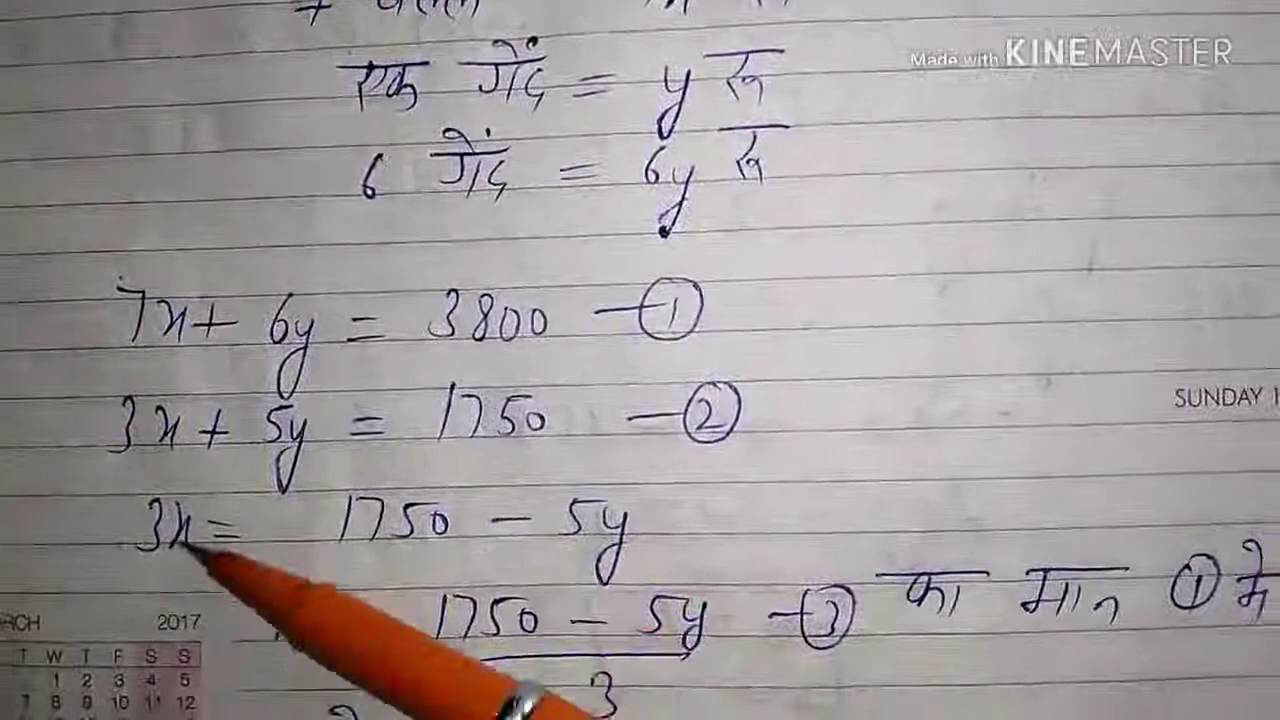 Made with KINEMASTER
एक गेंद = y रू
6 गेंद = 6y रू
7x + 6y = 3800 — ①
3x + 5y = 1750 — ②
SUNDAY
3x = 1750 - 5y
1750 - 5y — ③ का मान ① मे
3
2017
T W T F S S
1 2 3 4 5
7 8 9 10 11 12